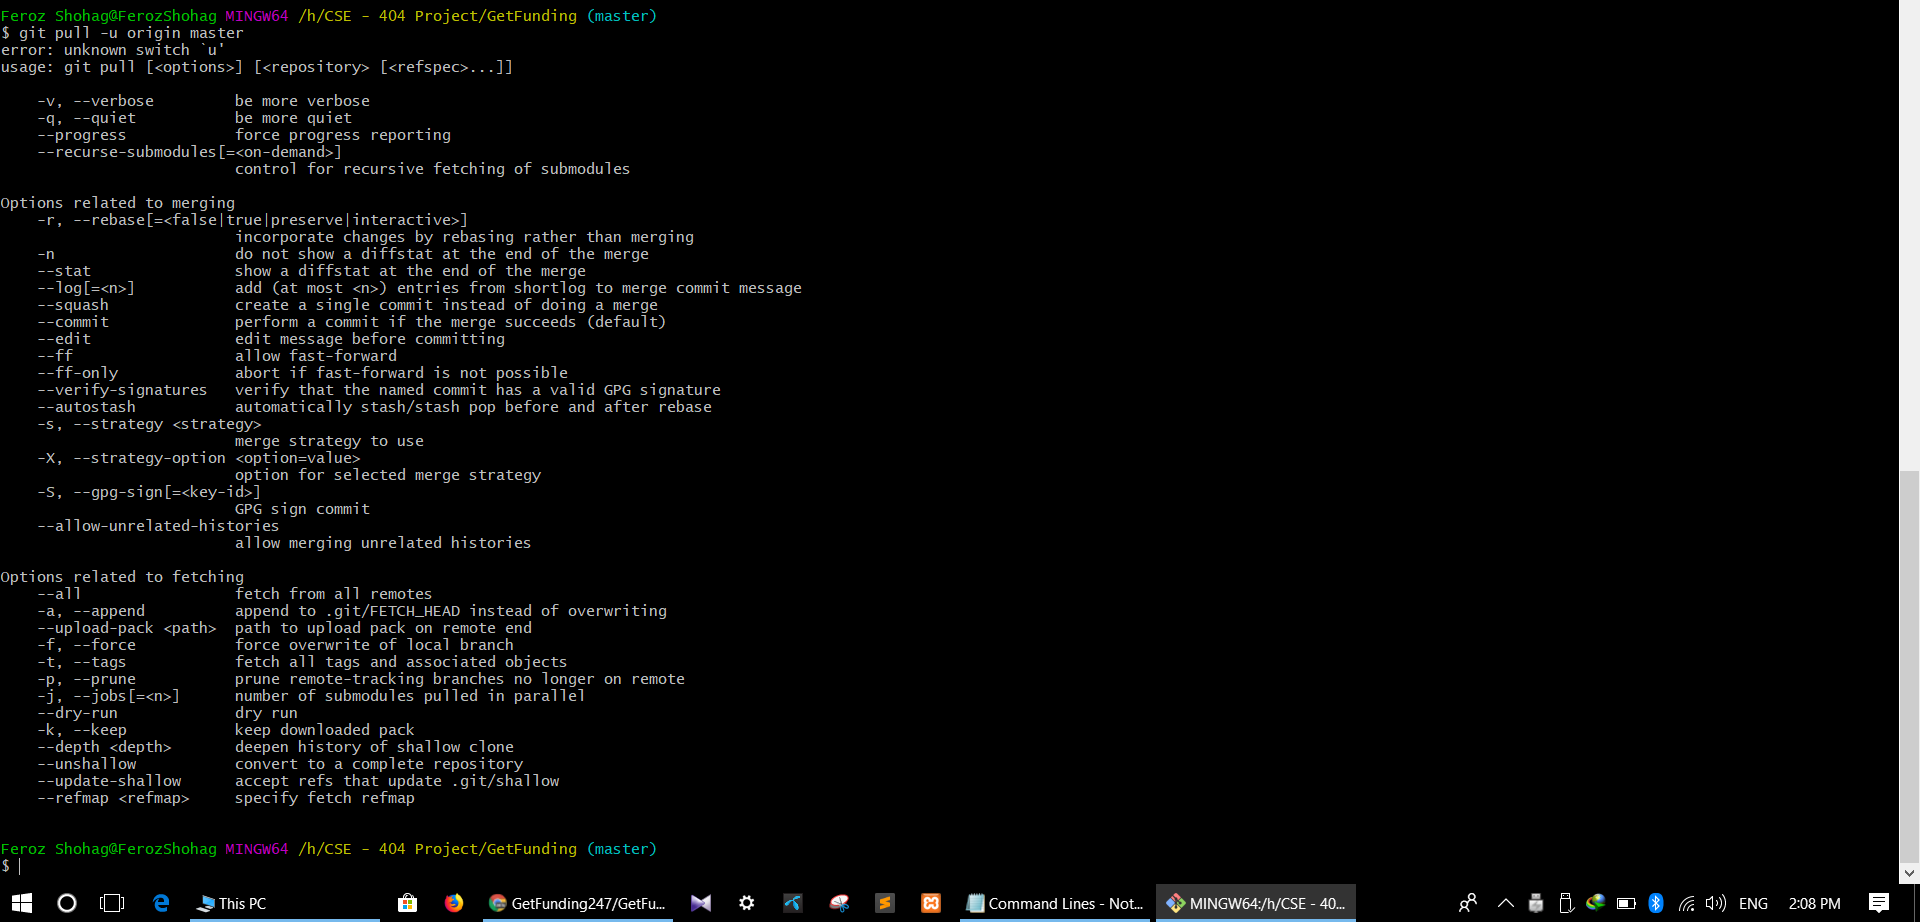 Feroz Shohag@FerozShohag MINGW64 /h/CSE - 404 Project/GetFunding (master)
$ git pull -u origin master
error: unknown switch `u'
usage: git pull [<options>] [<repository> [<refspec>...]]
-v, --verbose be more verbose
-q, --quiet be more quiet
--progress force progress reporting
--recurse-submodules[=<on-demand>]
control for recursive fetching of submodules
Options related to merging
-r, --rebase[=<false|true|preserve|interactive>]
incorporate changes by rebasing rather than merging
-n do not show a diffstat at the end of the merge
--stat show a diffstat at the end of the merge
--log[=<n>] add (at most <n>) entries from shortlog to merge commit message
--squash create a single commit instead of doing a merge
--commit perform a commit if the merge succeeds (default)
--edit edit message before committing
--ff allow fast-forward
--ff-only abort if fast-forward is not possible
--verify-signatures verify that the named commit has a valid GPG signature
--autostash automatically stash/stash pop before and after rebase
-s, --strategy <strategy>
merge strategy to use
-X, --strategy-option <option=value>
option for selected merge strategy
-S, --gpg-sign[=<key-id>]
GPG sign commit
--allow-unrelated-histories
allow merging unrelated histories
Options related to fetching
--all fetch from all remotes
-a, --append append to .git/FETCH_HEAD instead of overwriting
--upload-pack <path> path to upload pack on remote end
-f, --force force overwrite of local branch
-t, --tags fetch all tags and associated objects
-p, --prune prune remote-tracking branches no longer on remote
-j, --jobs[=<n>] number of submodules pulled in parallel
--dry-run dry run
-k, --keep keep downloaded pack
--depth <depth> deepen history of shallow clone
--unshallow convert to a complete repository
--update-shallow accept refs that update .git/shallow
--refmap <refmap> specify fetch refmap
Feroz Shohag@FerozShohag MINGW64 /h/CSE - 404 Project/GetFunding (master)
$
This PC GetFunding247/GetFu... Command Lines - Not... MINGW64:/h/CSE - 40... ENG 2:08 PM